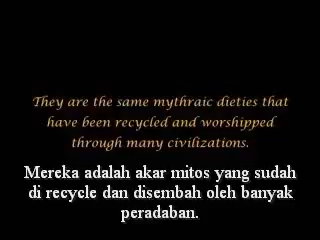 They are the same mythraic dieties that
have been recycled and worshipped
through many civilizations.
Mereka adalah akar mitos yang sudah
di recycle dan disembah oleh banyak
peradaban.